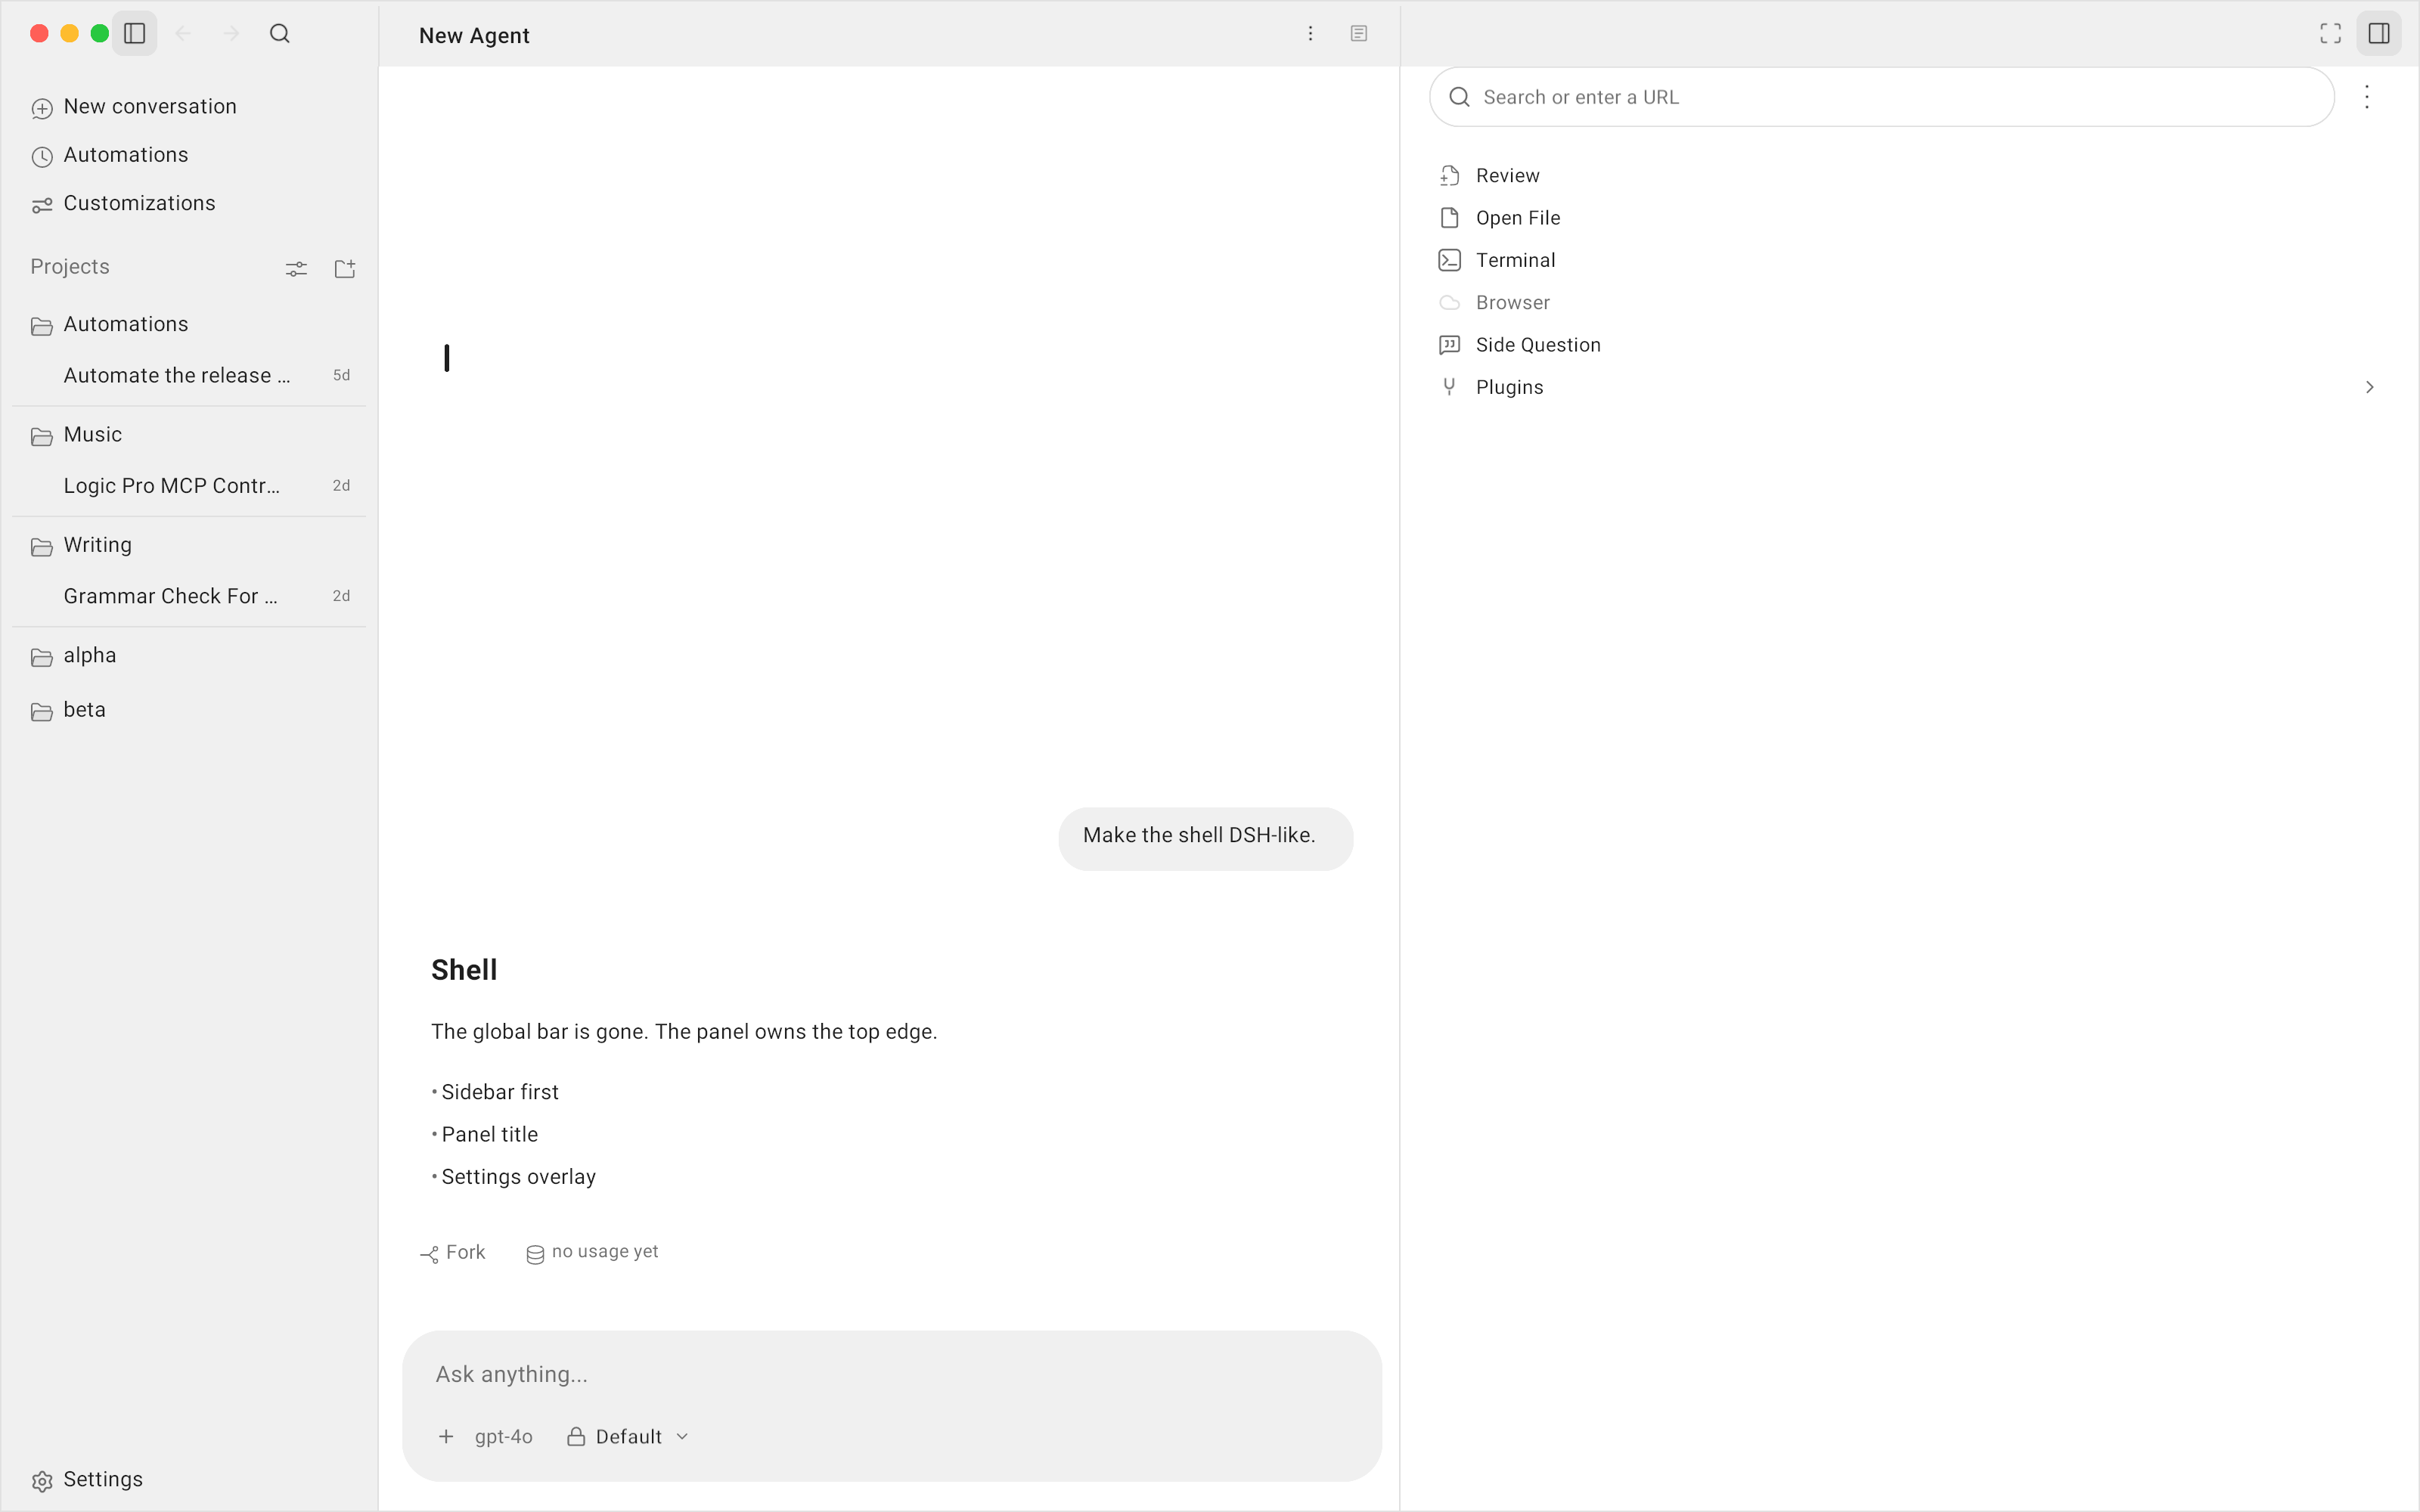 New Agent
Search or enter a URL
New conversation
Automations
Customizations
Projects
Automations
Automate the release ... 5d
Music
Logic Pro MCP Contr... 2d
Writing
Grammar Check For ... 2d
alpha
beta
Settings
Make the shell DSH-like.
Shell
The global bar is gone. The panel owns the top edge.
• Sidebar first
• Panel title
• Settings overlay
Fork no usage yet
Ask anything...
gpt-4o Default
Review
Open File
Terminal
Browser
Side Question
Plugins